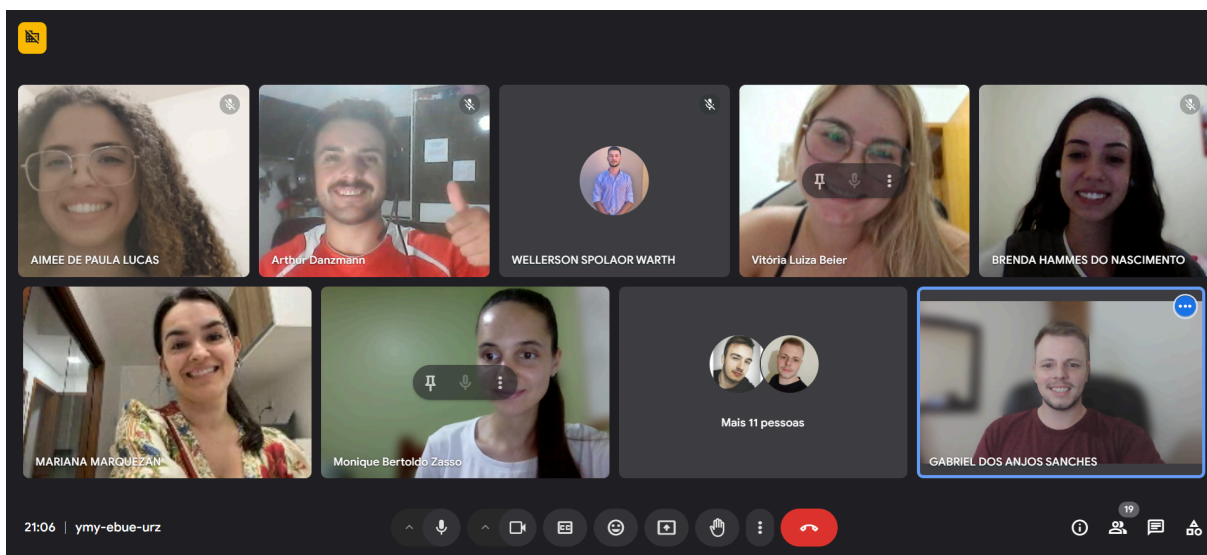 AIMEE DE PAULA LUCAS
Arthur Danzmann
WELLERSON SPOLAOR WARTH
Vitória Luiza Beier
BRENDA HAMMES DO NASCIMENTO
MARIANA MARQUEZAN
Monique Bertoldo Zasso
Mais 11 pessoas
GABRIEL DOS ANJOS SANCHES
21:06 | ymy-ebue-urz
CC
19